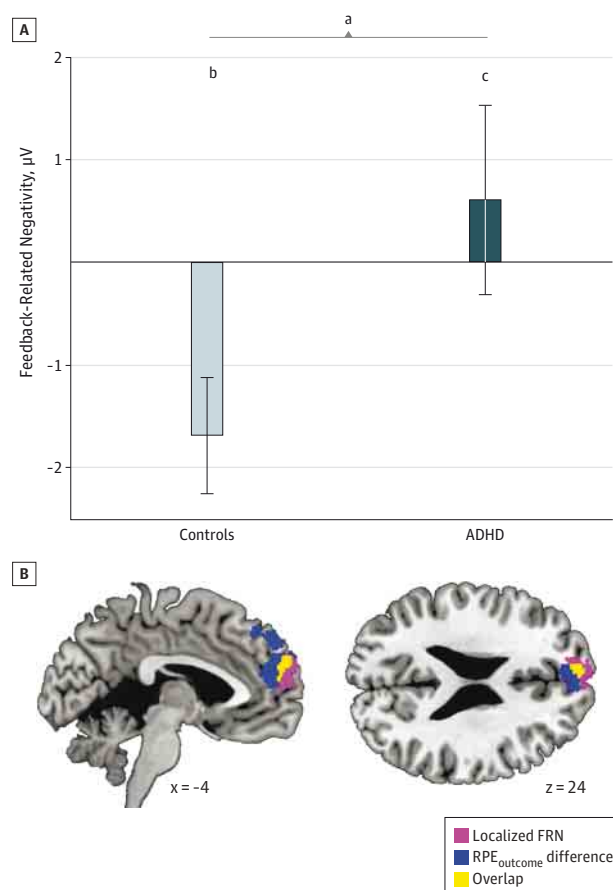 A
a
b
c
2
1
-1
-2
Feedback-Related Negativity, μV
Controls ADHD
B
x = -4
z = 24
Localized FRN
RPEoutcome difference
Overlap